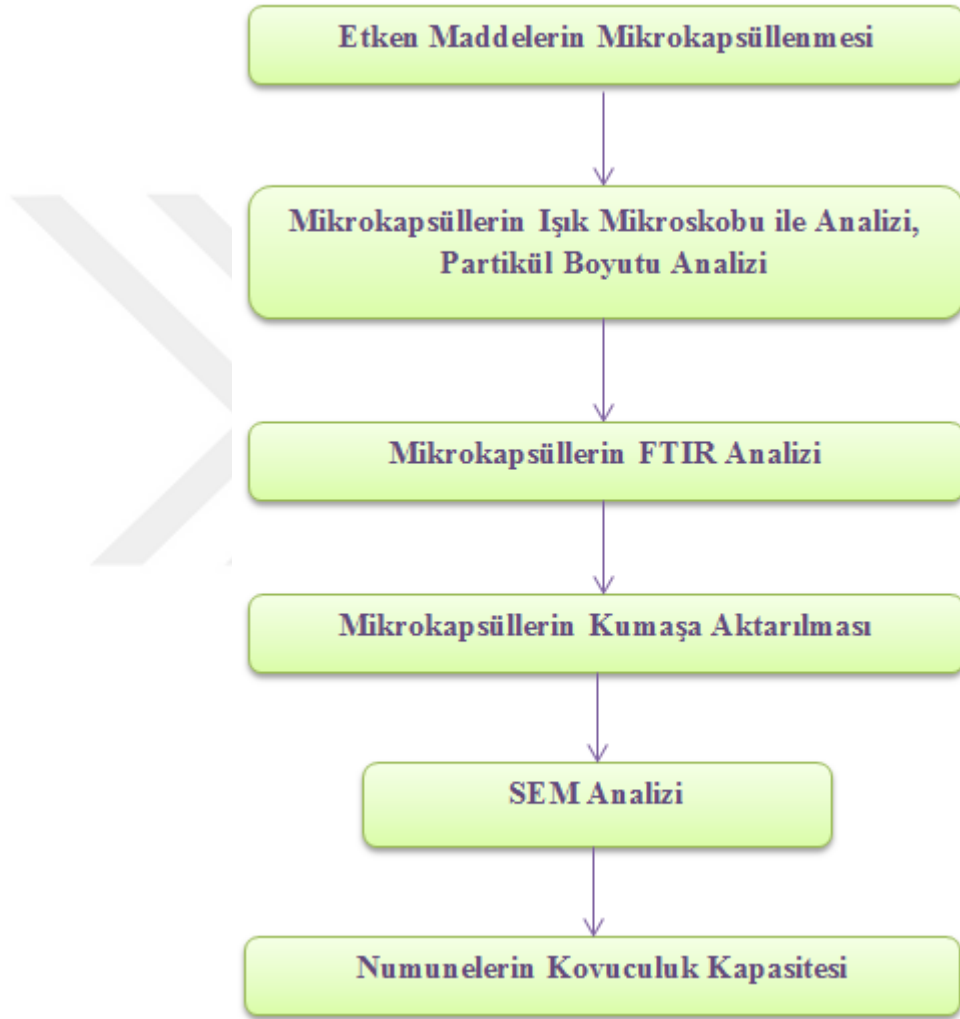 Etken Maddelerin Mikrokapsüllenmesi
Mikrokapsüllerin Işık Mikroskobu ile Analizi,
Partikül Boyutu Analizi
Mikrokapsüllerin FTIR Analizi
Mikrokapsüllerin Kumaşa Aktarılması
SEM Analizi
Numunelerin Kovuculuk Kapasitesi